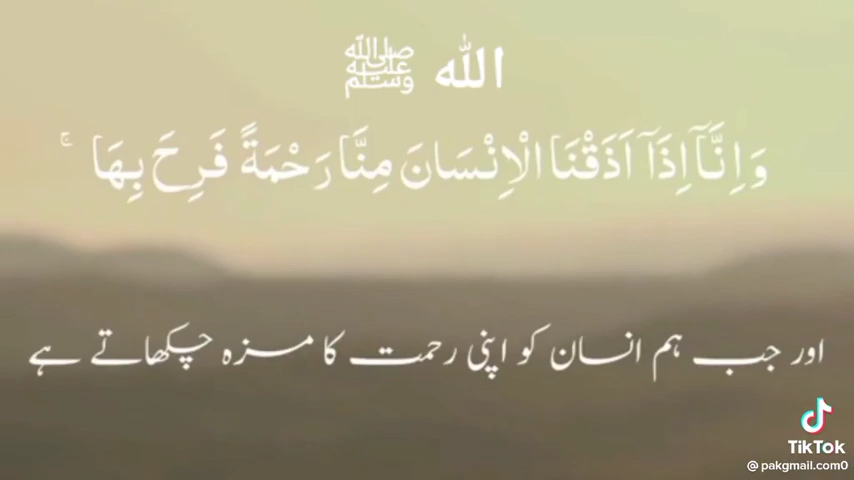 الله ﷺ
وَاِنَّآ اِذَآ اَذَقْنَا الْاِنْسَانَ مِنَّا رَحْمَةً فَرِحَ بِهَا ۚ
اور جب ہم انسان کو اپنی رحمت کا مزہ چکھاتے ہے
TikTok
@ pakgmail.com0